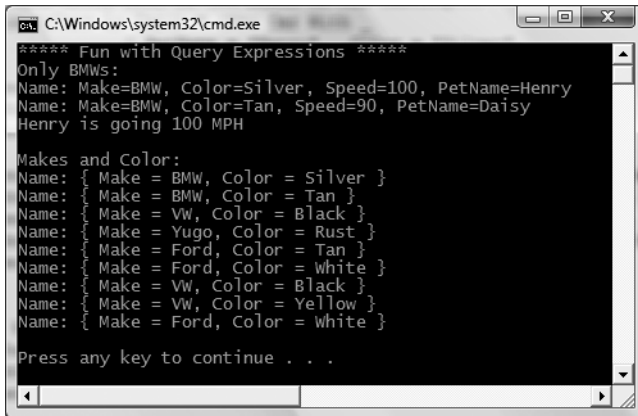 C:\Windows\system32\cmd.exe
***** Fun with Query Expressions *****
Only BMWs:
Name: Make=BMW, Color=Silver, Speed=100, PetName=Henry
Name: Make=BMW, Color=Tan, Speed=90, PetName=Daisy
Henry is going 100 MPH
Makes and Color:
Name: { Make = BMW, Color = Silver }
Name: { Make = BMW, Color = Tan }
Name: { Make = VW, Color = Black }
Name: { Make = Yugo, Color = Rust }
Name: { Make = Ford, Color = Tan }
Name: { Make = Ford, Color = White }
Name: { Make = VW, Color = Black }
Name: { Make = VW, Color = Yellow }
Name: { Make = Ford, Color = White }
Press any key to continue . . .